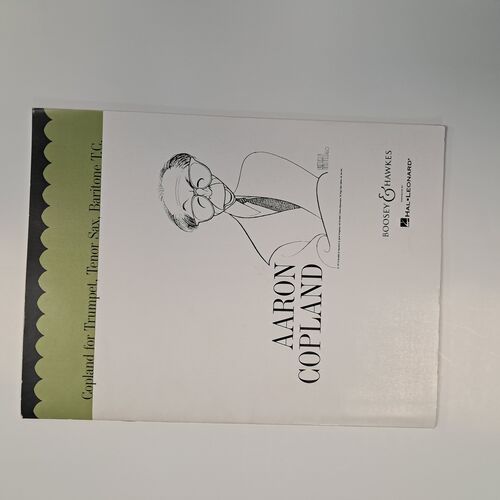 Copland for Trumpet, Tenor Sax, Baritone T.C.
AARON
COPLAND
BOOSEY & HAWKES
HAL•LEONARD®